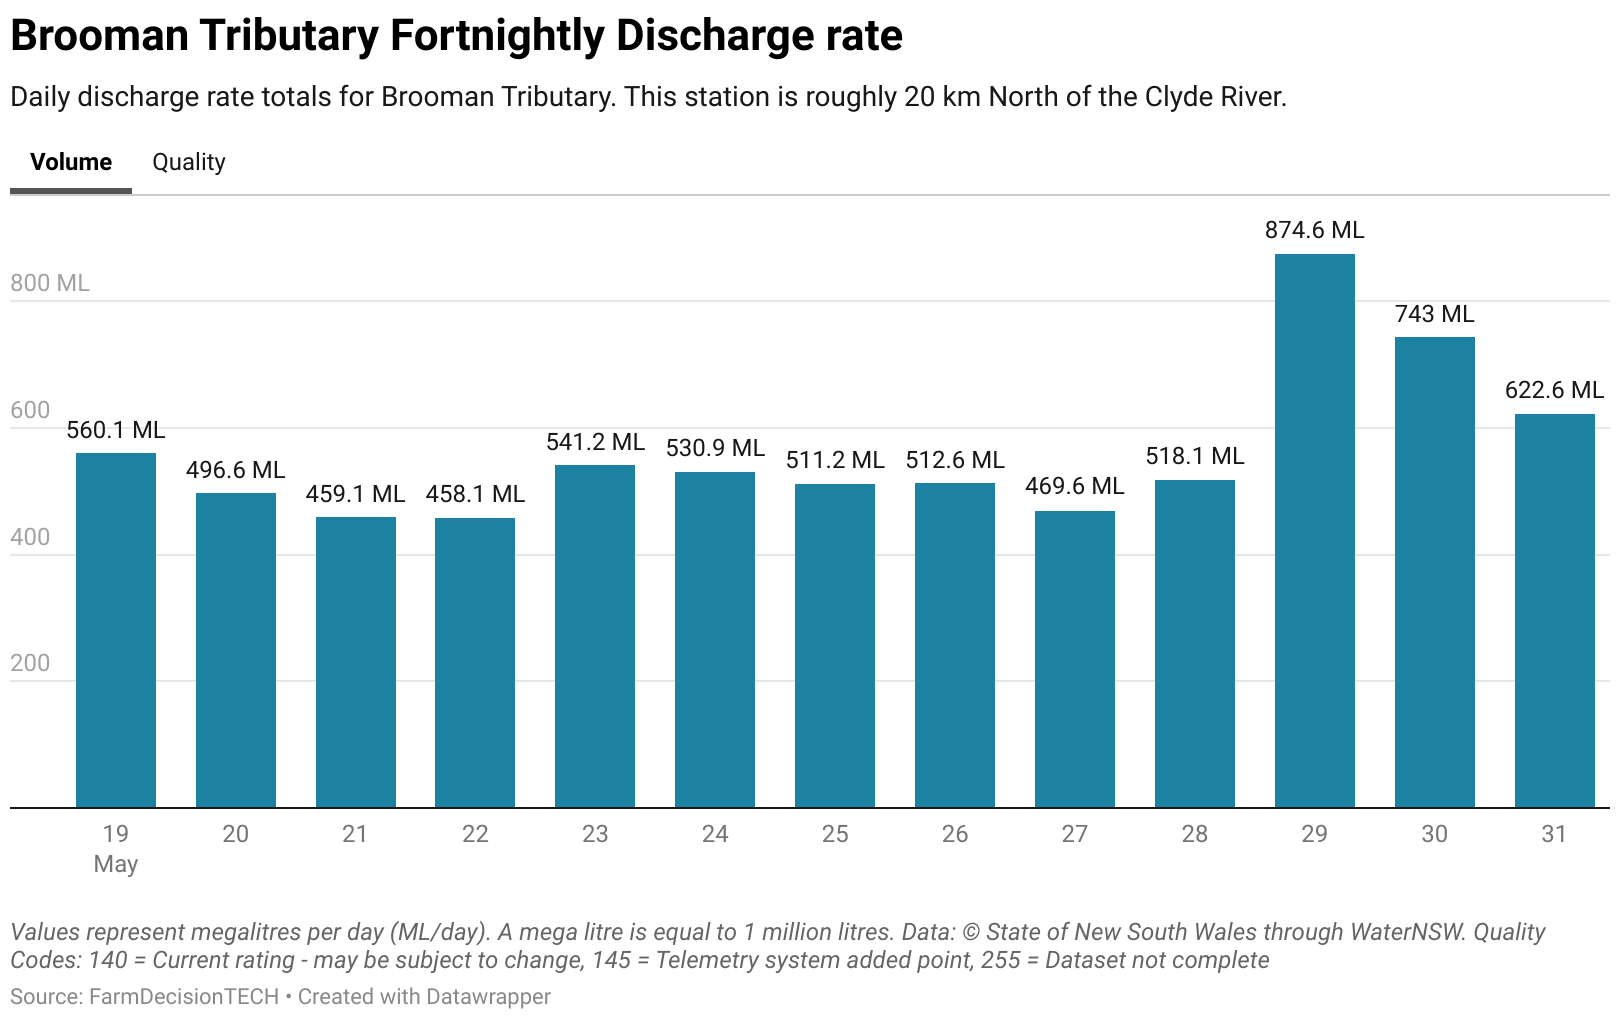 Brooman Tributary Fortnightly Discharge rate
Daily discharge rate totals for Brooman Tributary. This station is roughly 20 km North of the Clyde River.
Volume Quality
874.6 ML
800 ML
743 ML
622.6 ML
600
560.1 ML
541.2 ML
530.9 ML
511.2 ML
512.6 ML
518.1 ML
496.6 ML
469.6 ML
459.1 ML
458.1 ML
400
200
19 20 21 22 23 24 25 26 27 28 29 30 31
May
Values represent megalitres per day (ML/day). A mega litre is equal to 1 million litres. Data: © State of New South Wales through WaterNSW. Quality
Codes: 140 = Current rating - may be subject to change, 145 = Telemetry system added point, 255 = Dataset not complete
Source: FarmDecisionTECH • Created with Datawrapper